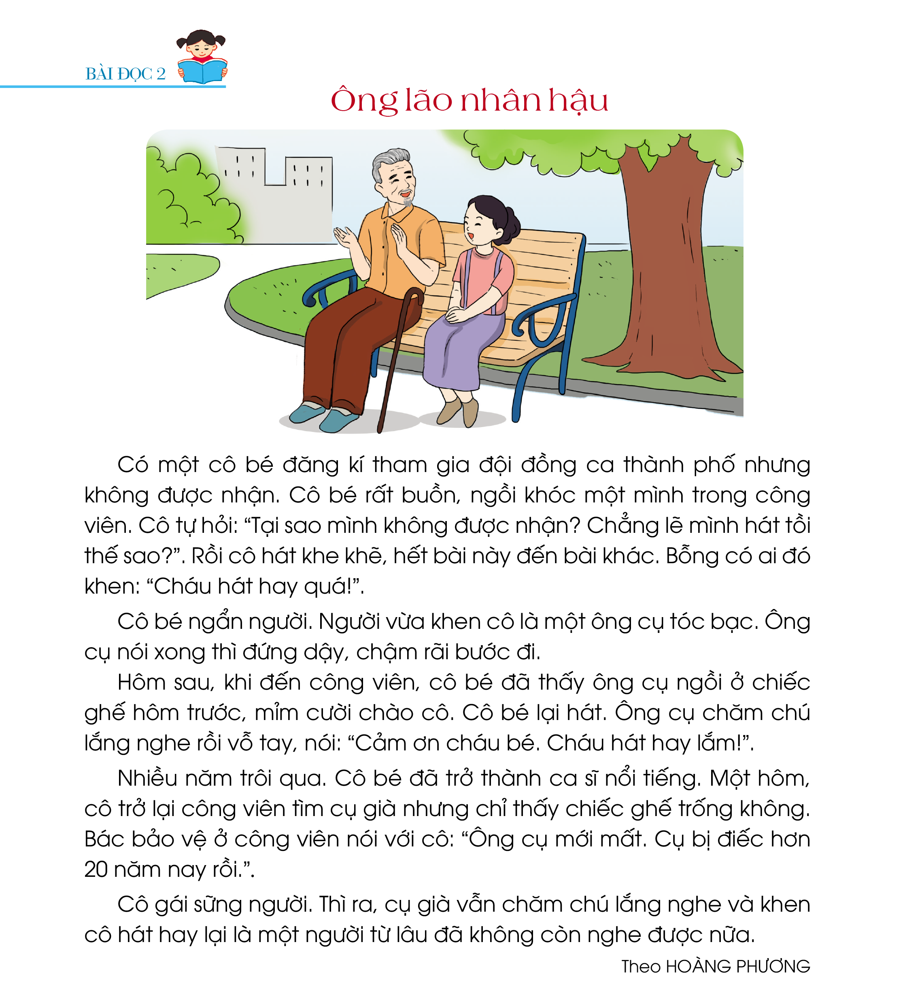 BÀI ĐỌC 2
Ông lão nhân hậu
Có một cô bé đăng kí tham gia đội đồng ca thành phố nhưng
không được nhận. Cô bé rất buồn, ngồi khóc một mình trong công
viên. Cô tự hỏi: “Tại sao mình không được nhận? Chẳng lẽ mình hát tồi
thế sao?”. Rồi cô hát khe khẽ, hết bài này đến bài khác. Bỗng có ai đó
khen: “Cháu hát hay quá!”.
Cô bé ngẩn người. Người vừa khen cô là một ông cụ tóc bạc. Ông
cụ nói xong thì đứng dậy, chậm rãi bước đi.
Hôm sau, khi đến công viên, cô bé đã thấy ông cụ ngồi ở chiếc
ghế hôm trước, mỉm cười chào cô. Cô bé lại hát. Ông cụ chăm chú
lắng nghe rồi vỗ tay, nói: “Cảm ơn cháu bé. Cháu hát hay lắm!”.
Nhiều năm trôi qua. Cô bé đã trở thành ca sĩ nổi tiếng. Một hôm,
cô trở lại công viên tìm cụ già nhưng chỉ thấy chiếc ghế trống không.
Bác bảo vệ ở công viên nói với cô: “Ông cụ mới mất. Cụ bị điếc hơn
20 năm nay rồi.”.
Cô gái sững người. Thì ra, cụ già vẫn chăm chú lắng nghe và khen
cô hát hay lại là một người từ lâu đã không còn nghe được nữa.
Theo HOÀNG PHƯƠNG